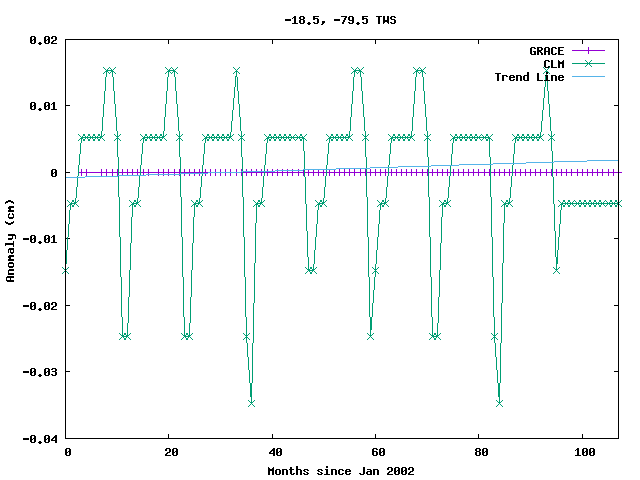 -18.5, -79.5 TWS
GRACE
CLM
Trend Line
0.02
0.01
0
-0.01
-0.02
-0.03
-0.04
Anomaly (cm)
0 20 40 60 80 100
Months since Jan 2002